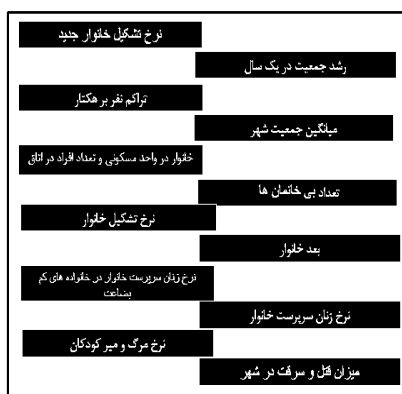 نرخ تشکیل خانوار جدید
رشد جمعیت در یک سال
تراکم نفر بر هکتار
میانگین جمعیت شهر
خانوار در واحد مسکونی و تعداد افراد در اتاق
تعداد بی خانمان ها
نرخ تشکیل خانوار
بعد خانوار
نرخ زنان سرپرست خانوار در خانواده های کم
بضاعت
نرخ زنان سرپرست خانوار
نرخ مرگ و میر کودکان
میزان قتل و سرقت در شهر